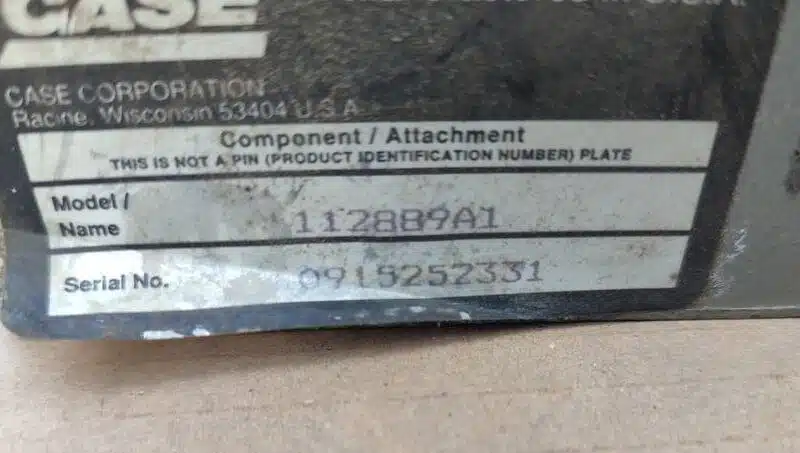 CASE
CASE CORPORATION
Racine, Wisconsin 53404 U.S.A.
Component / Attachment
THIS IS NOT A PIN (PRODUCT IDENTIFICATION NUMBER) PLATE
Model /
Name 112889A1
Serial No. 0915252331